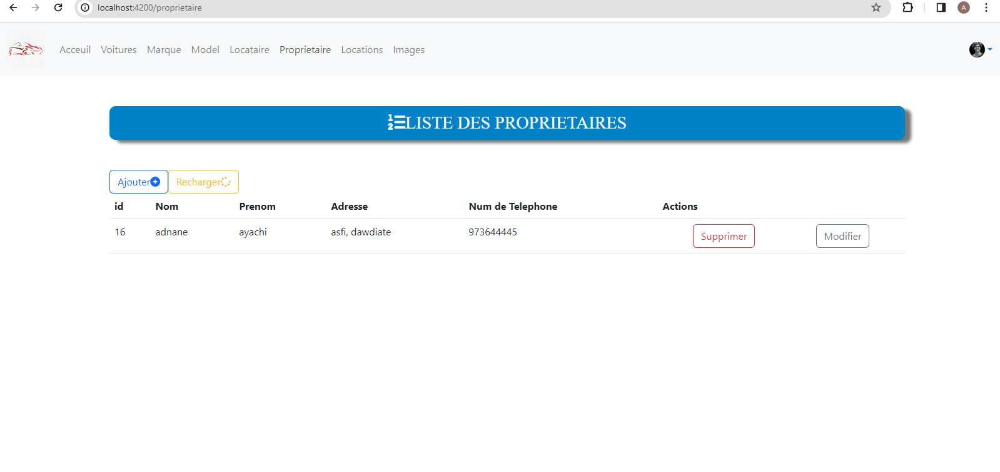 localhost:4200/proprietaire
A
Acceuil Voitures Marque Model Locataire Proprietaire Locations Images
LISTE DES PROPRIETAIRES
Ajouter Recharger
id Nom Prenom Adresse Num de Telephone Actions
16 adnane ayachi asfi, dawdiate 973644445 Supprimer Modifier